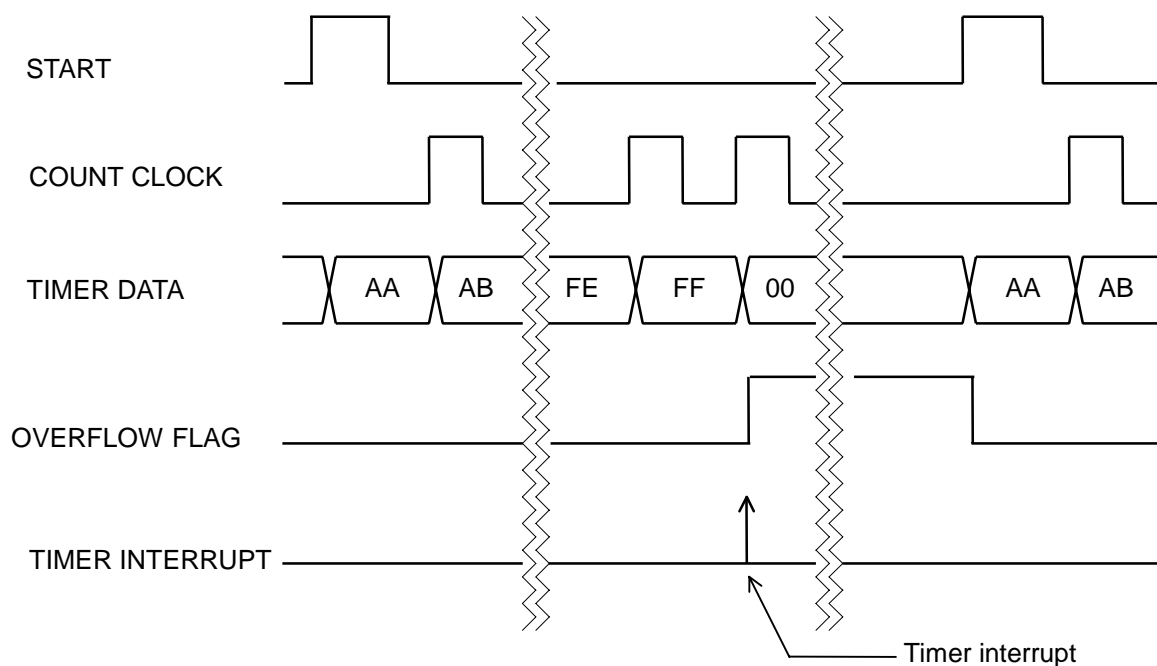 START
COUNT CLOCK
TIMER DATA AA AB FE FF 00 AA AB
OVERFLOW FLAG
TIMER INTERRUPT
Timer interrupt